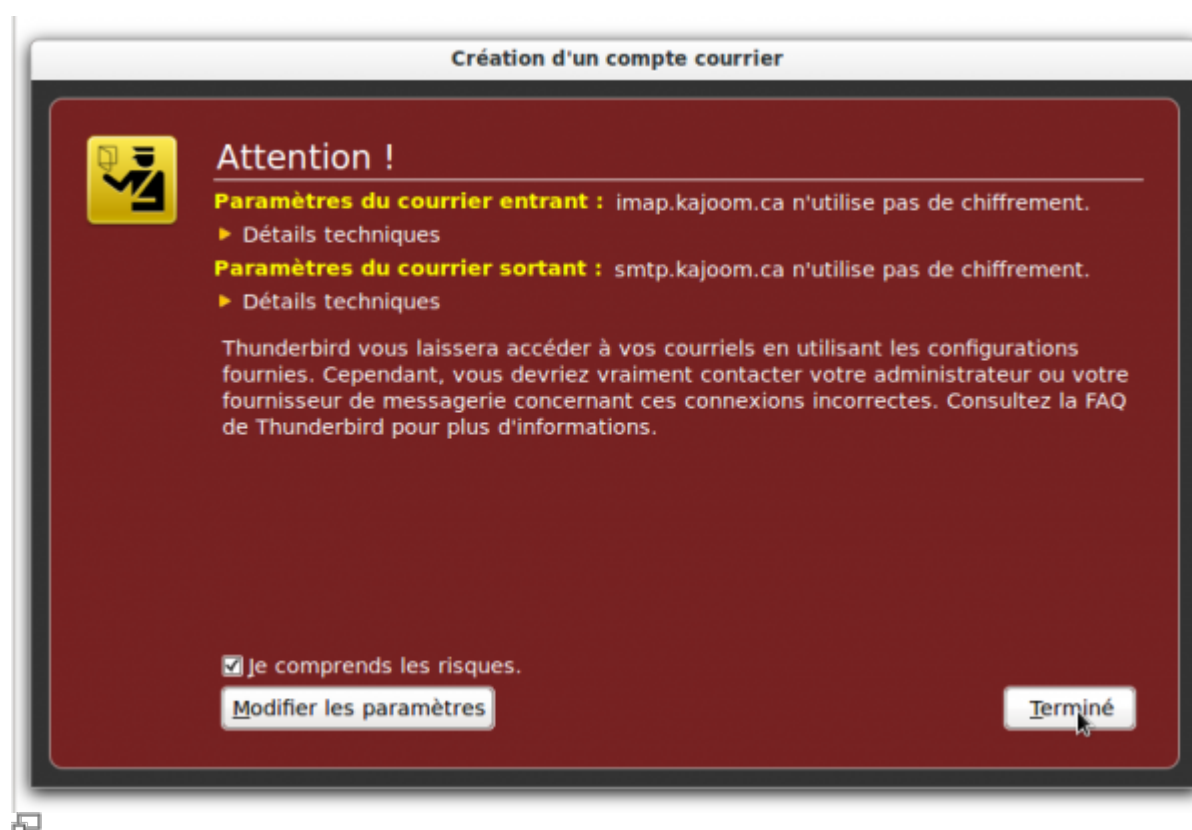 Création d'un compte courrier
Attention !
Paramètres du courrier entrant : imap.kajoom.ca n'utilise pas de chiffrement.
Détails techniques
Paramètres du courrier sortant : smtp.kajoom.ca n'utilise pas de chiffrement.
Détails techniques
Thunderbird vous laissera accéder à vos courriels en utilisant les configurations
fournies. Cependant, vous devriez vraiment contacter votre administrateur ou votre
fournisseur de messagerie concernant ces connexions incorrectes. Consultez la FAQ
de Thunderbird pour plus d'informations.
Je comprends les risques.
Modifier les paramètres
Terminé